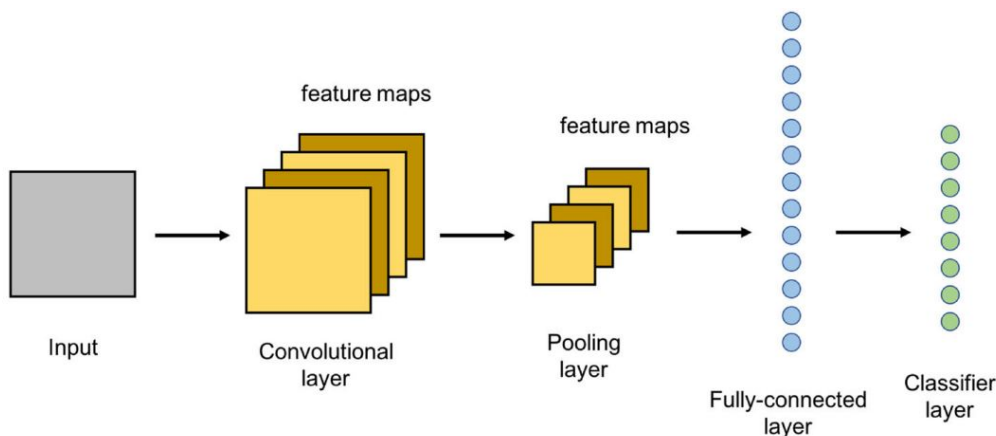 feature maps
feature maps
Input
Convolutional
layer
Pooling
layer
Fully-connected
layer
Classifier
layer